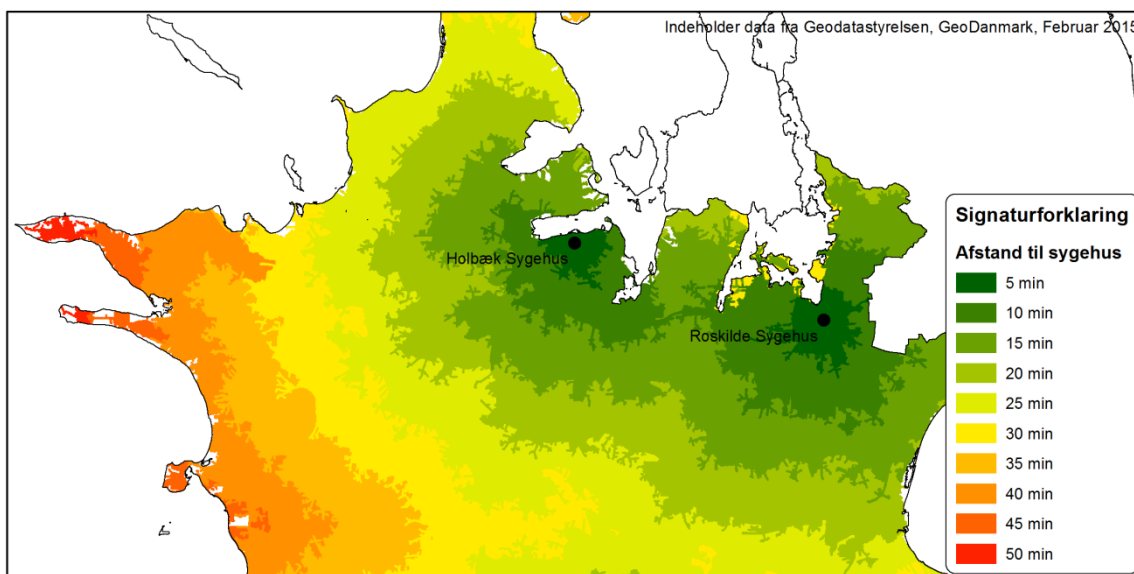 Indeholder data fra Geodatastyrelsen, GeoDanmark, Februar 2015
Holbæk Sygehus
Roskilde Sygehus
Signaturforklaring
Afstand til sygehus
5 min
10 min
15 min
20 min
25 min
30 min
35 min
40 min
45 min
50 min